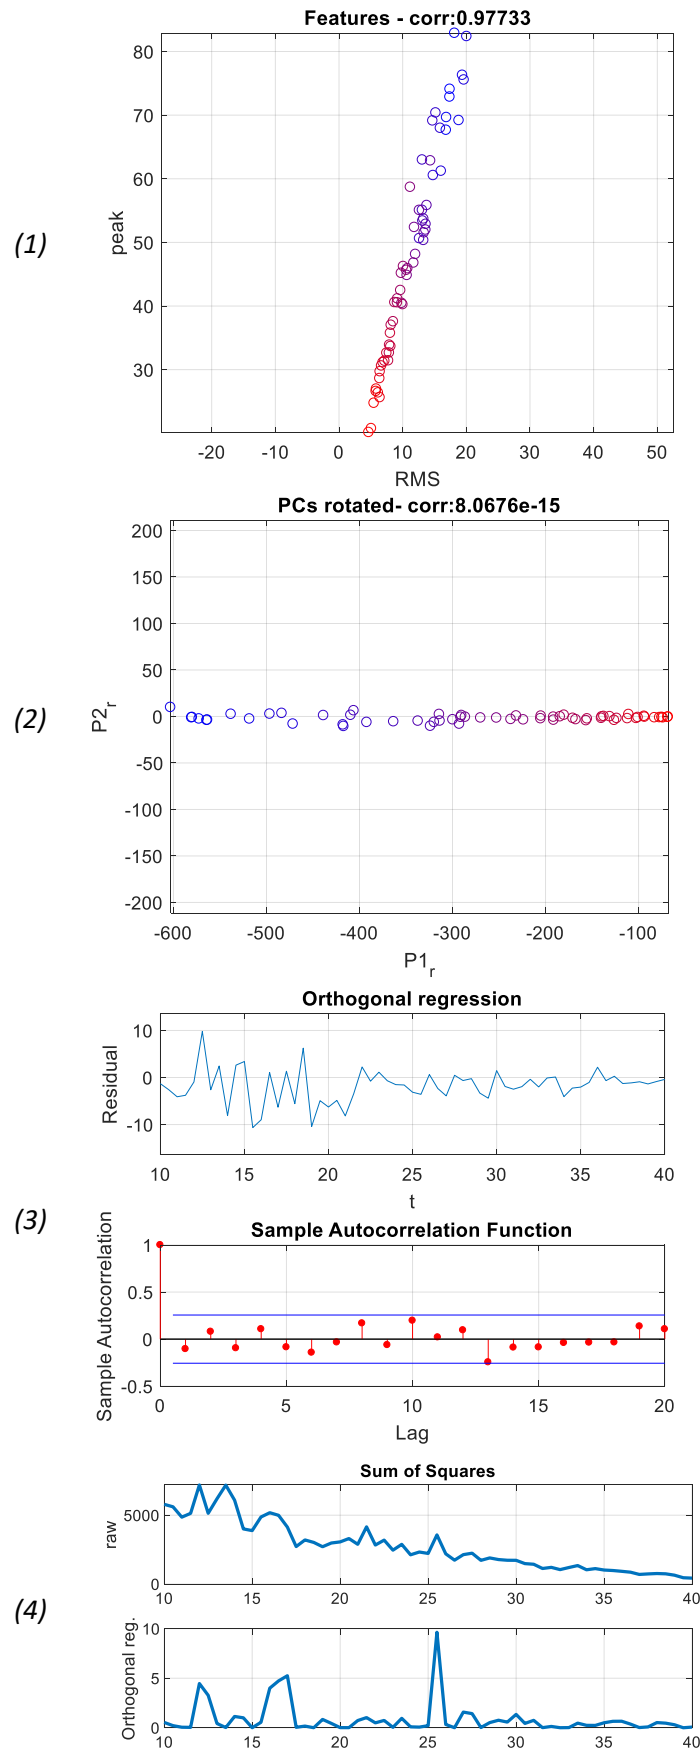 Features - corr:0.97733
80
70
60
50
40
30
peak
(1)
-20 -10 0 10 20 30 40 50
RMS
PCs rotated- corr:8.0676e-15
200
150
100
50
0
-50
-100
-150
-200
P2r
(2)
-600 -500 -400 -300 -200 -100
P1r
Orthogonal regression
10
0
-10
Residual
10 15 20 25 30 35 40
t
(3)
Sample Autocorrelation Function
1
0.5
0
-0.5
Sample Autocorrelation
0 5 10 15 20
Lag
Sum of Squares
5000
0
raw
10 15 20 25 30 35 40
(4)
10
5
0
Orthogonal reg.
10 15 20 25 30 35 40